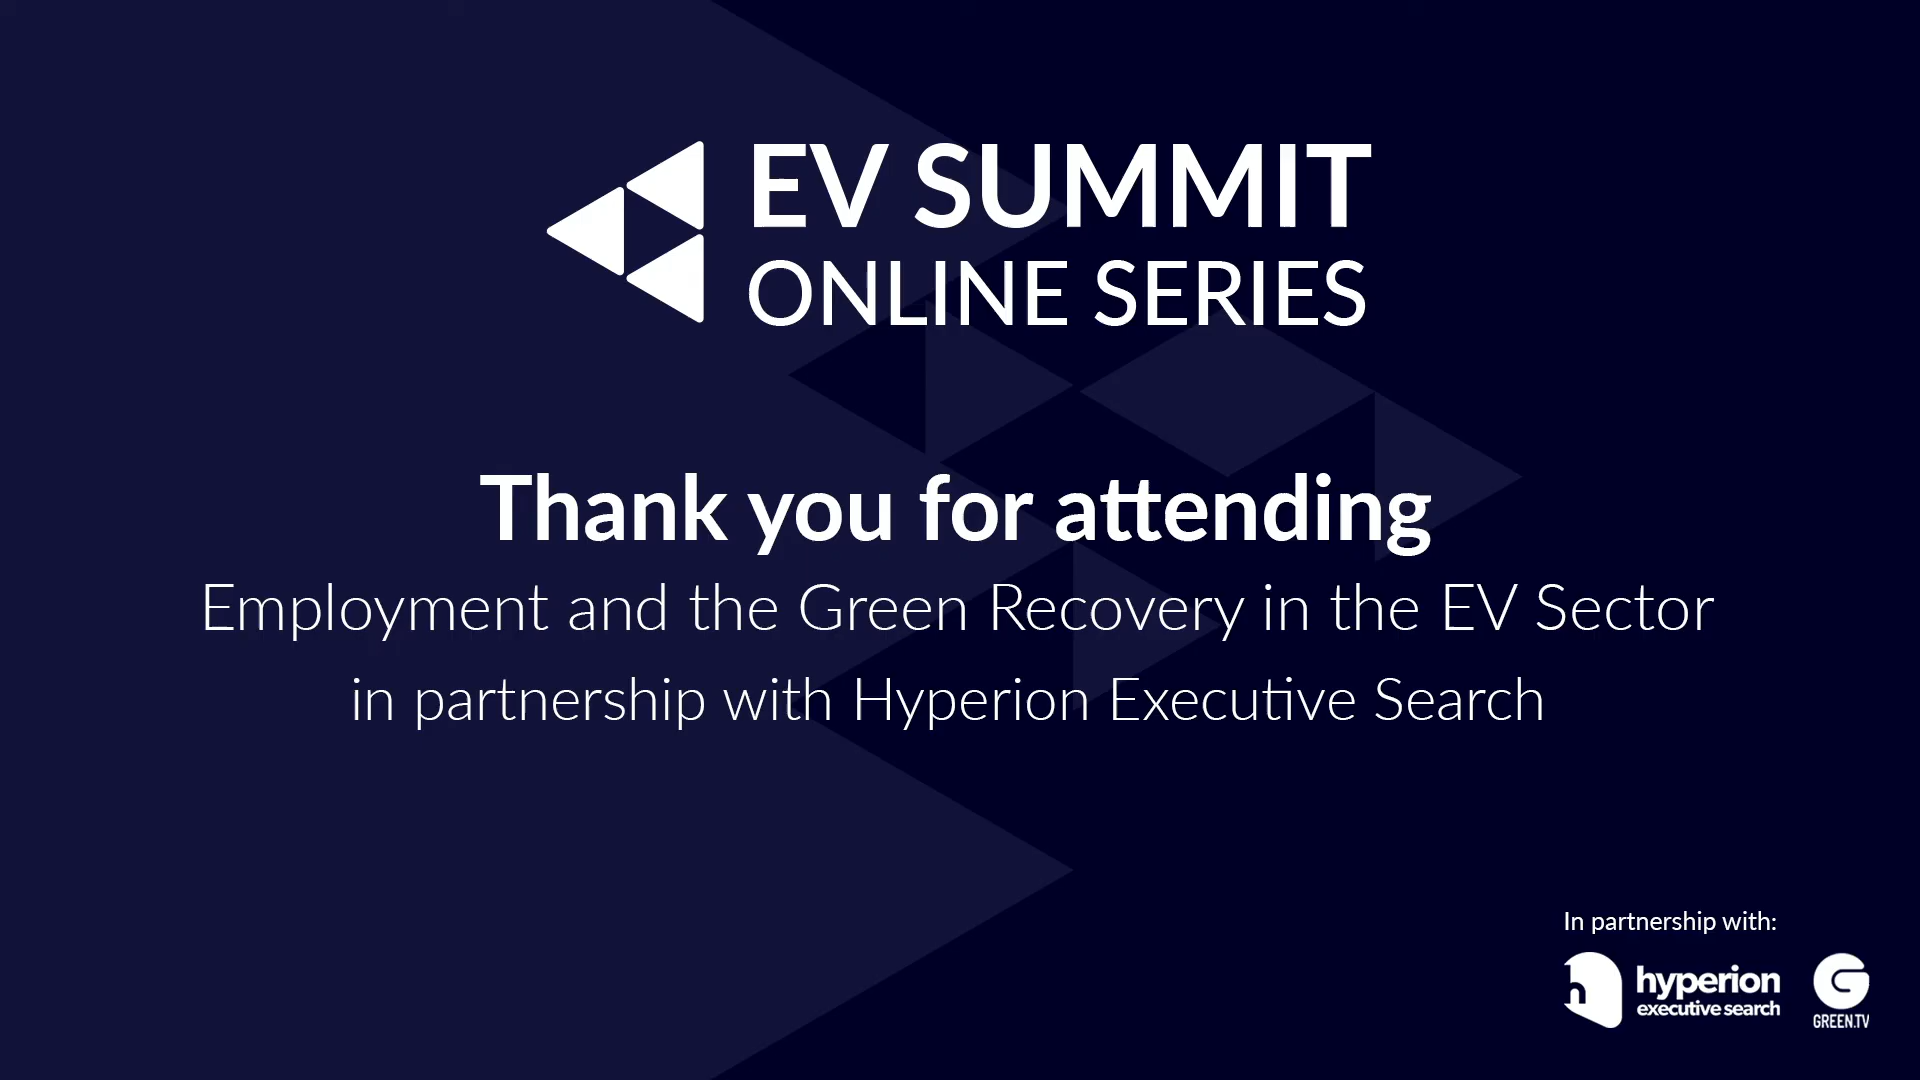 EV SUMMIT
ONLINE SERIES
Thank you for attending
Employment and the Green Recovery in the EV Sector
in partnership with Hyperion Executive Search
In partnership with:
h
hyperion
executive search
G
GREEN.TV